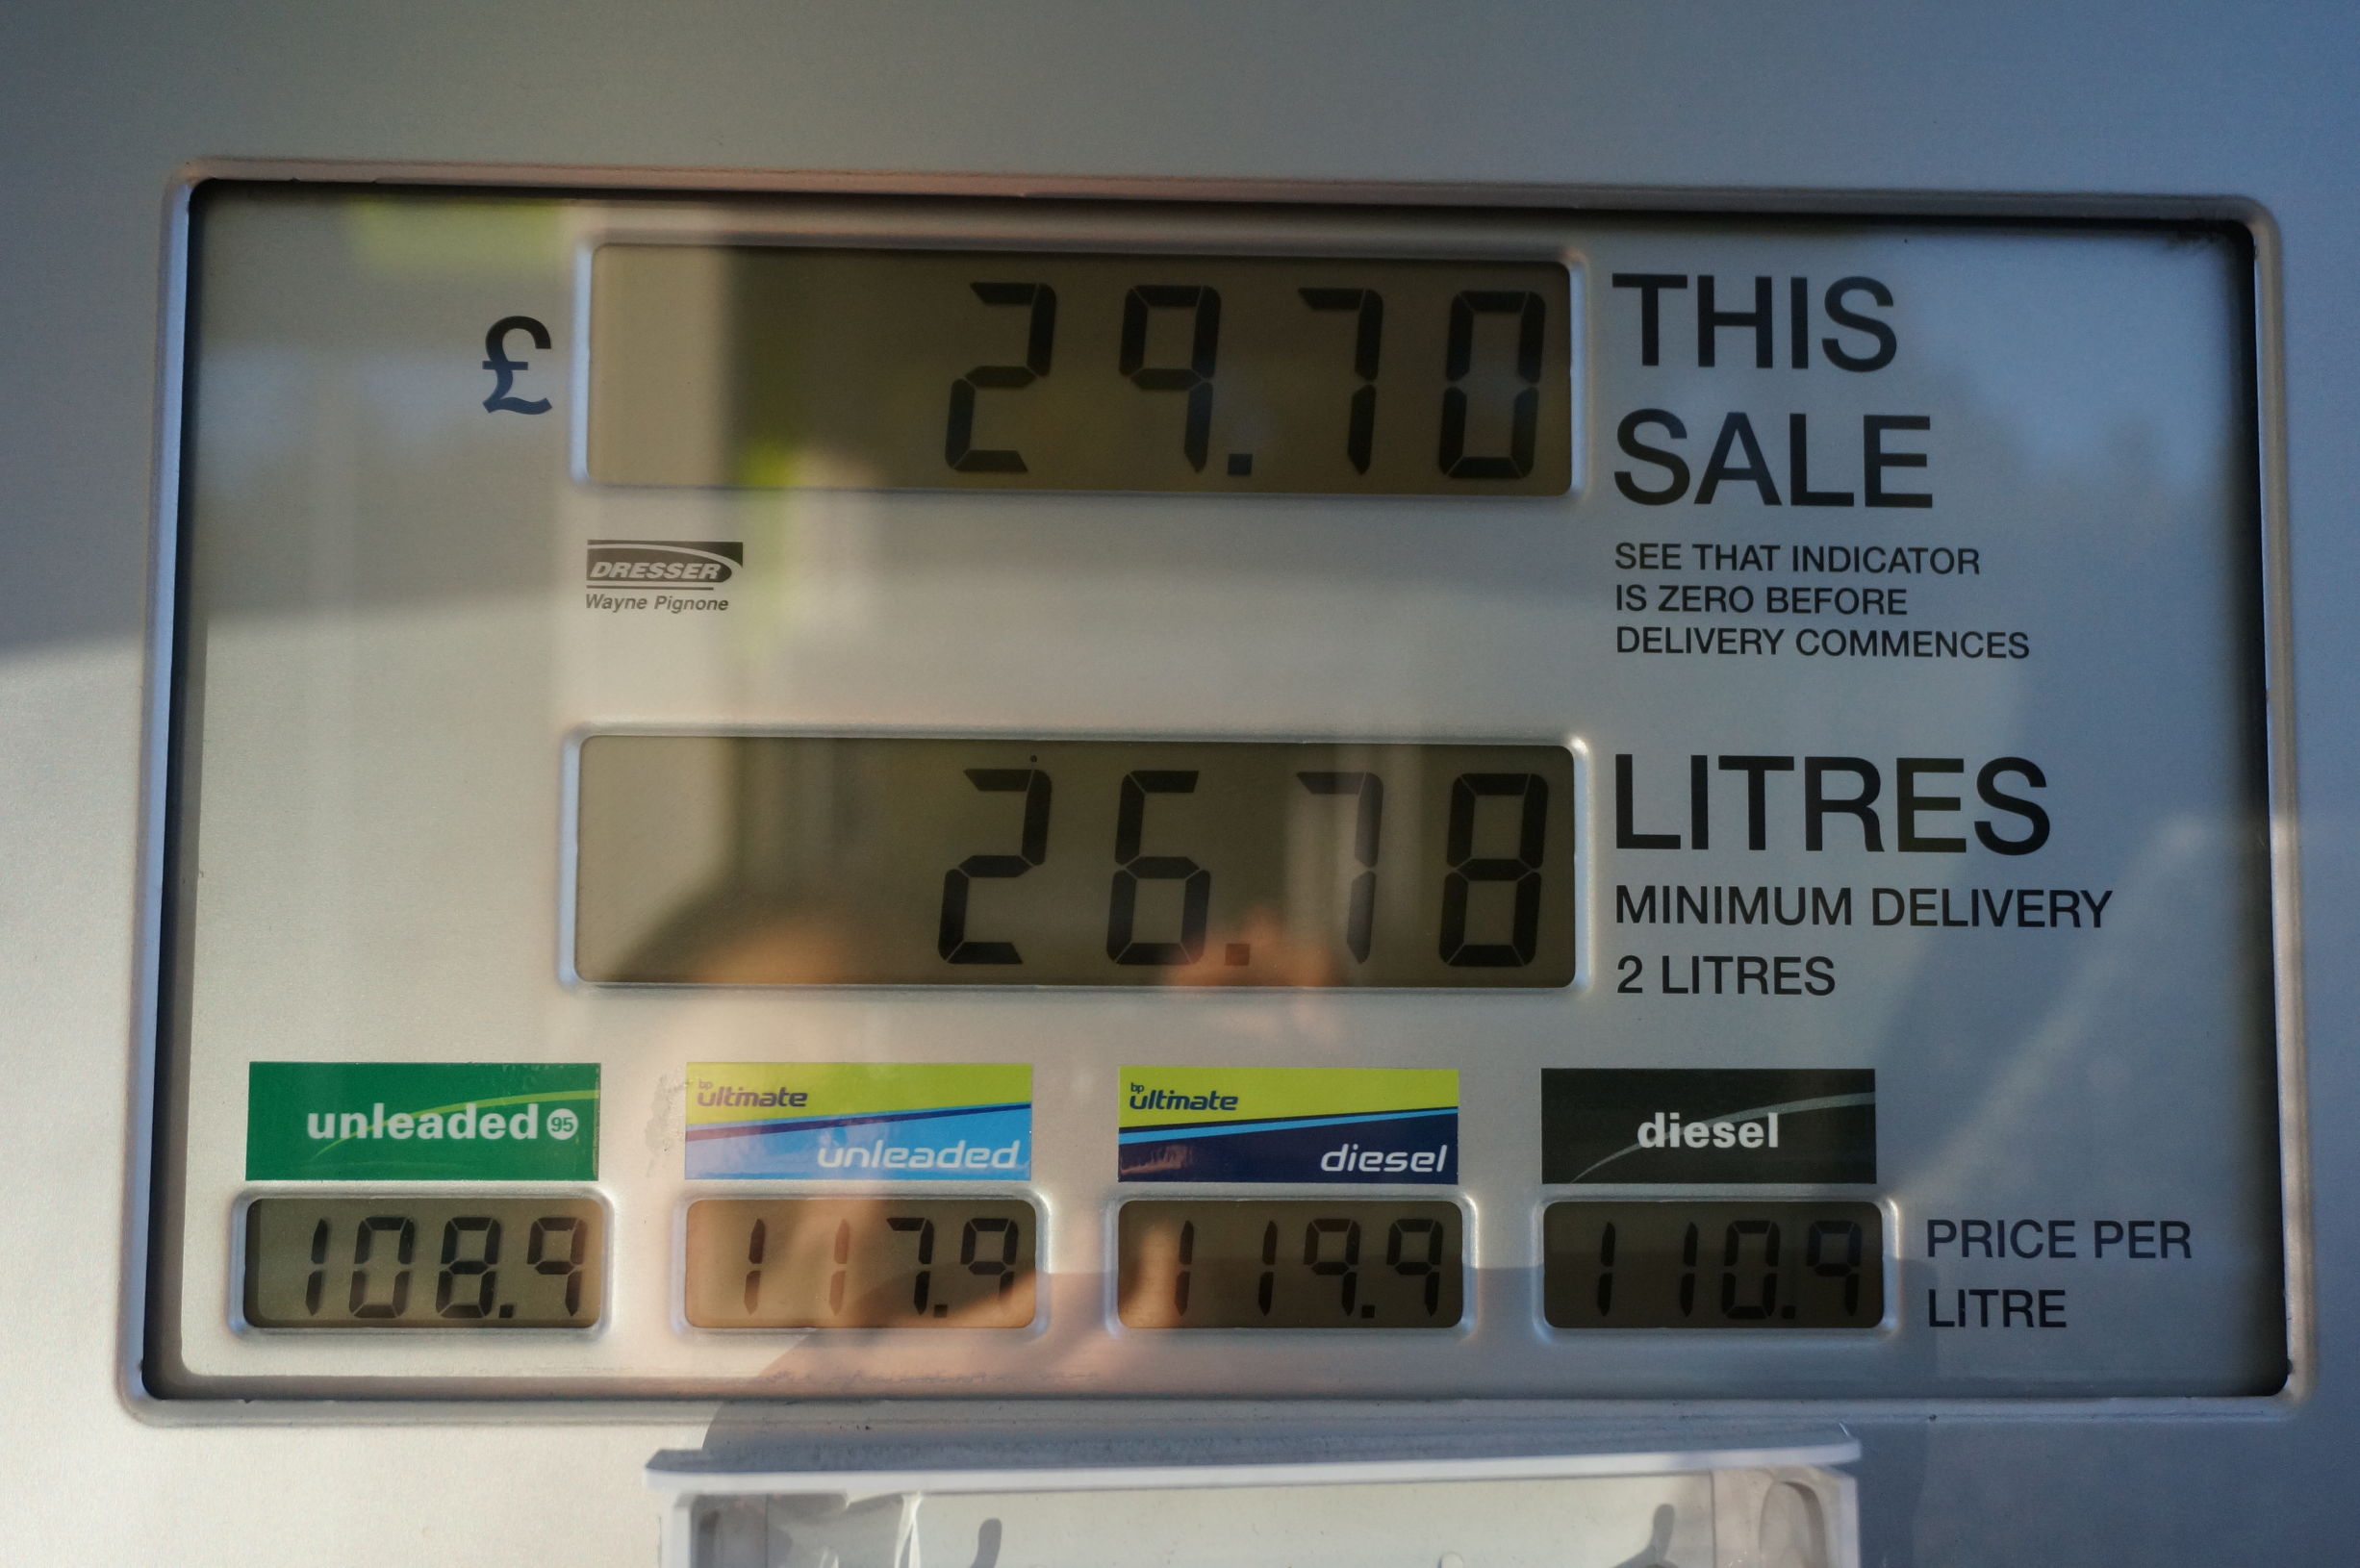 £ 29.70 THIS
SALE
SEE THAT INDICATOR
IS ZERO BEFORE
DELIVERY COMMENCES
DRESSER
Wayne Pignone
26.78 LITRES
MINIMUM DELIVERY
2 LITRES
unleaded 95
bp
ultimate
unleaded
bp
ultimate
diesel
diesel
108.9 117.9 119.9 110.9 PRICE PER
LITRE